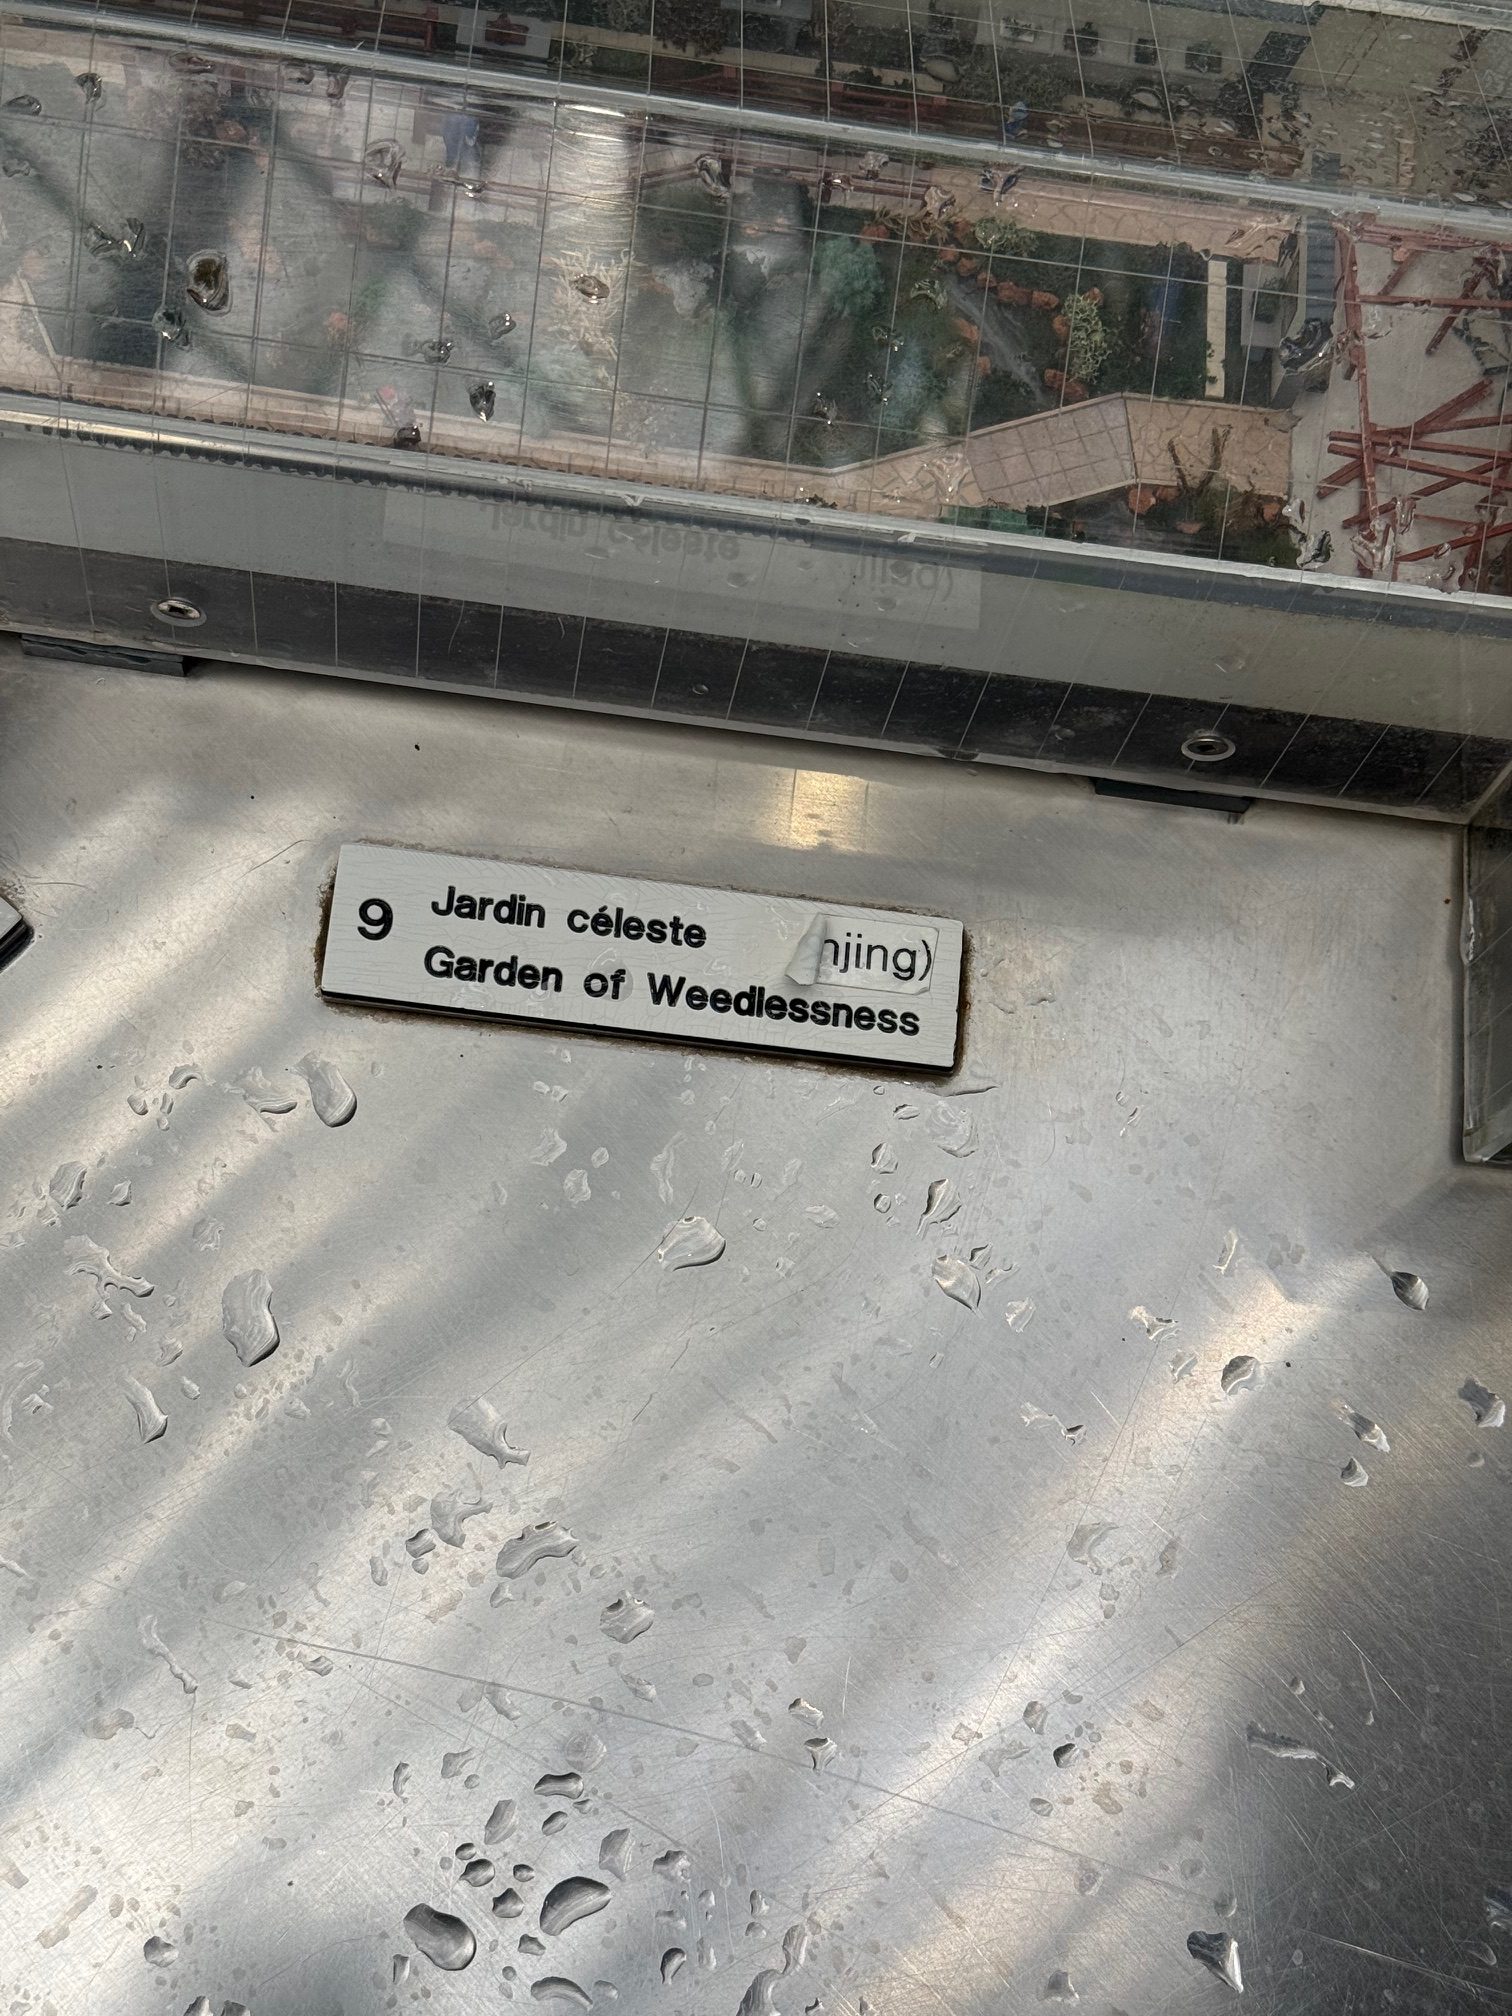 9 Jardin céleste njing)
Garden of Weedlessness